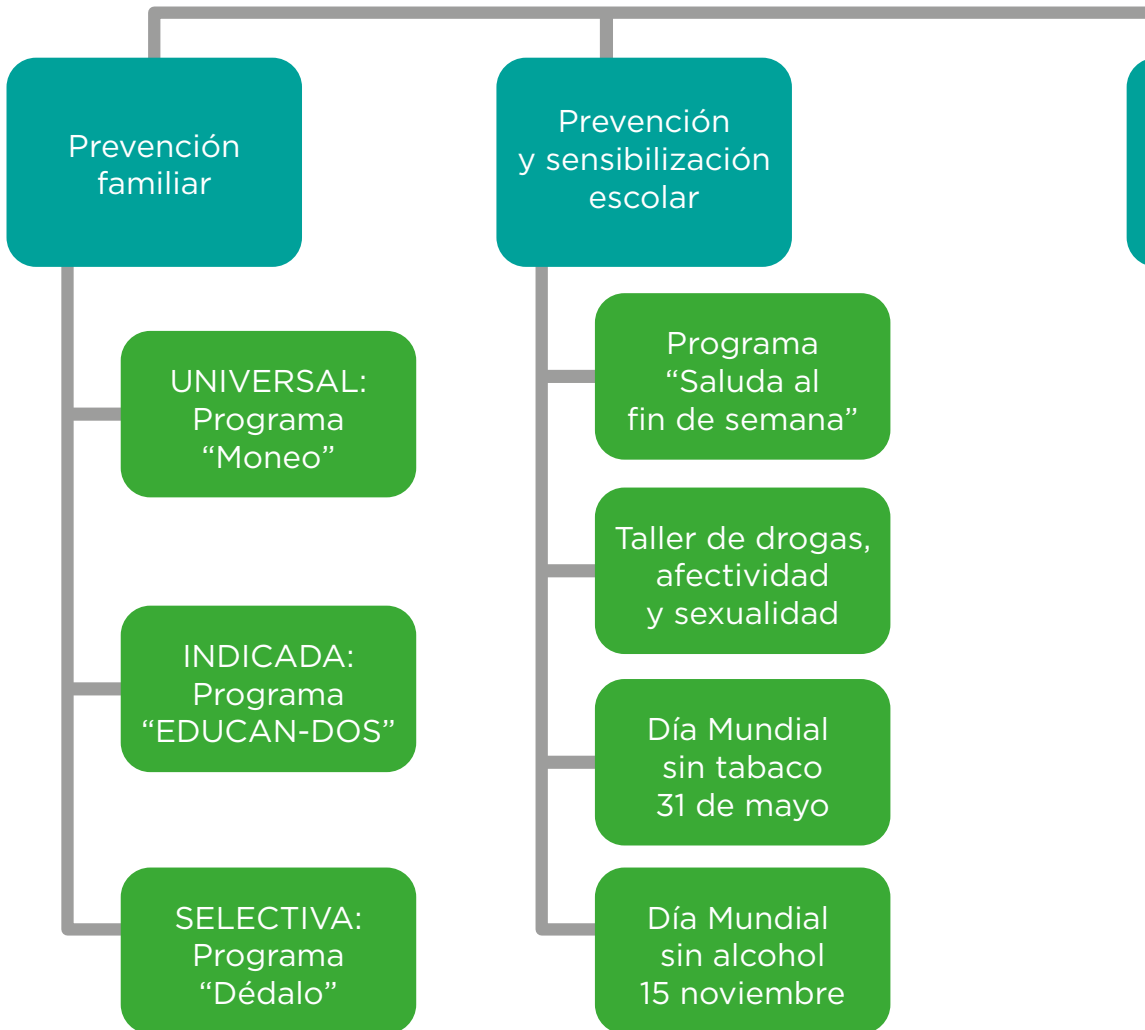 Prevención
familiar
UNIVERSAL:
Programa
“Moneo”
INDICADA:
Programa
“EDUCAN-DOS”
SELECTIVA:
Programa
“Dédalo”
Prevención
y sensibilización
escolar
Programa
“Saluda al
fin de semana”
Taller de drogas,
afectividad
y sexualidad
Día Mundial
sin tabaco
31 de mayo
Día Mundial
sin alcohol
15 noviembre